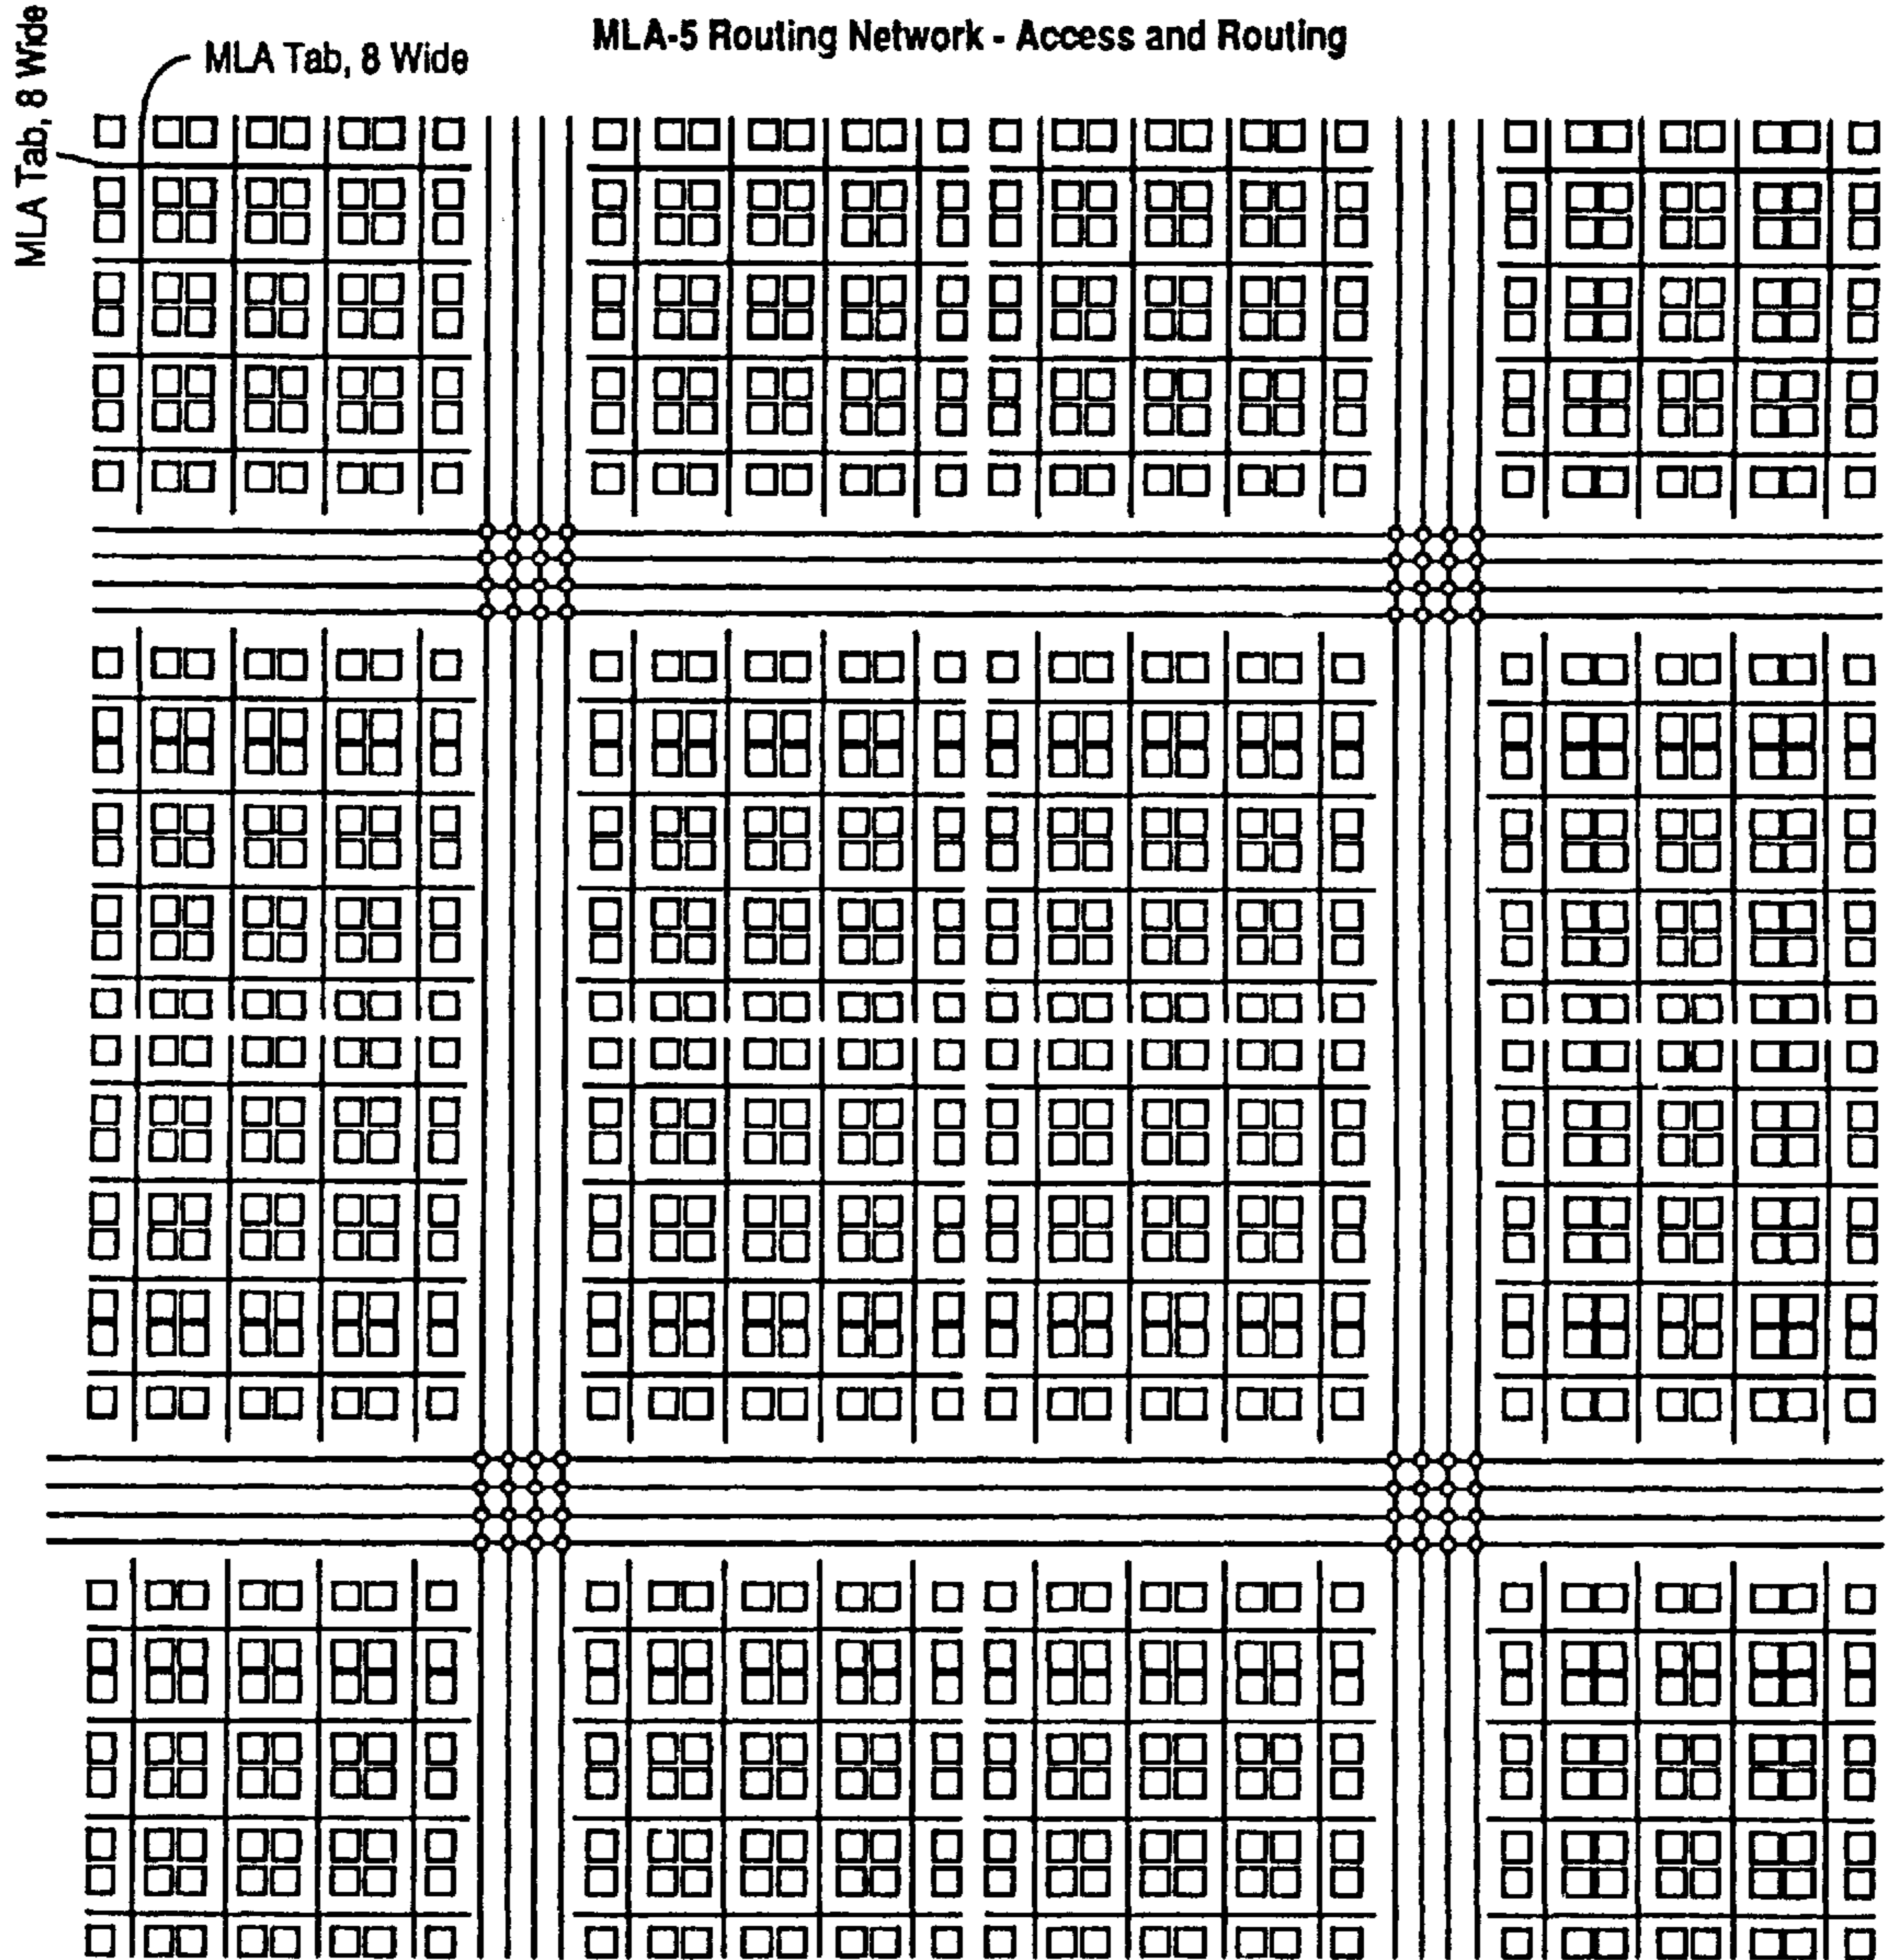 MLA-5 Routing Network - Access and Routing
MLA Tab, 8 Wide
MLA Tab, 8 Wide